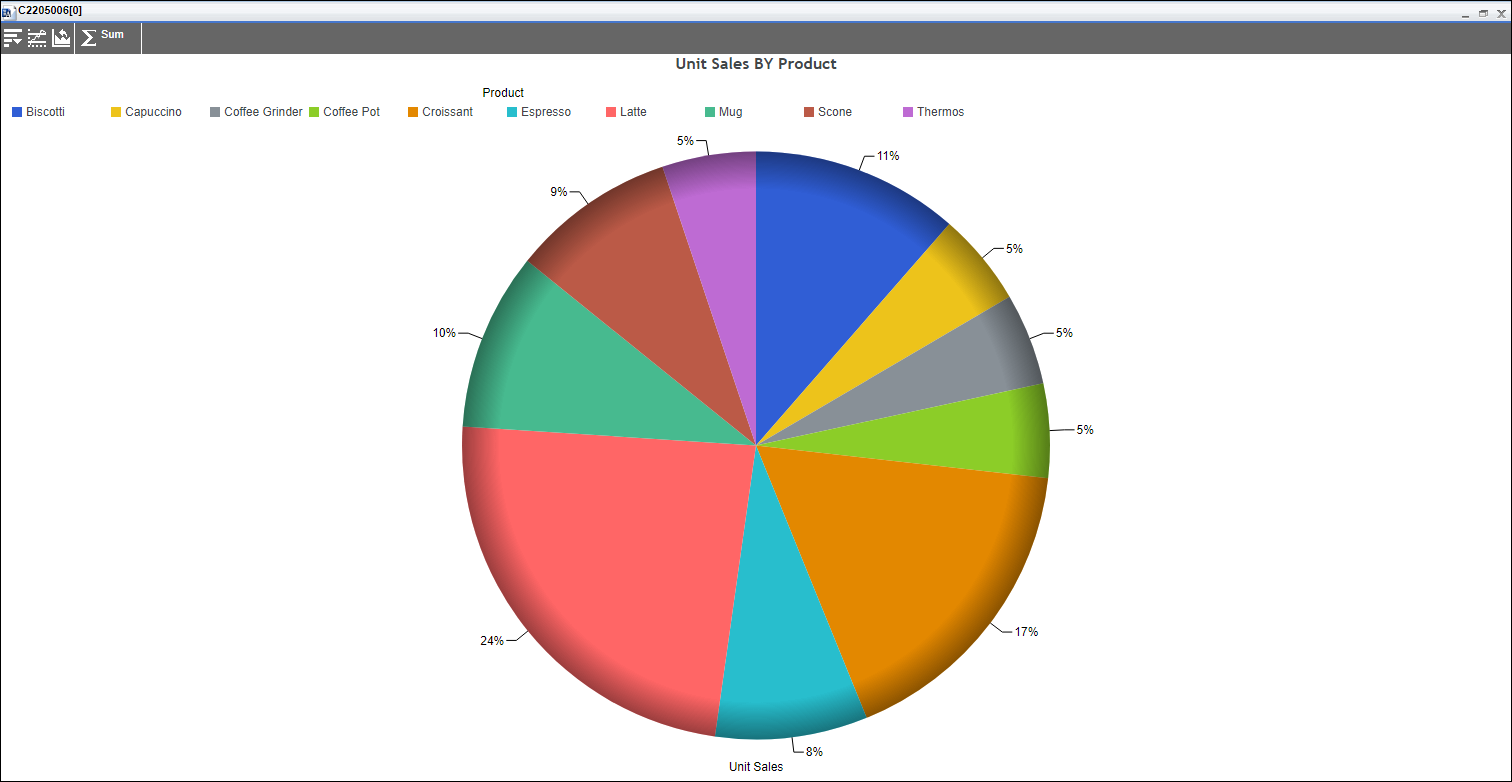 C2205006[0]
Sum
Unit Sales BY Product
Product
Biscotti Capuccino Coffee Grinder Coffee Pot Croissant Espresso Latte Mug Scone Thermos
5%
11%
9%
5%
10%
5%
5%
17%
24%
8%
Unit Sales